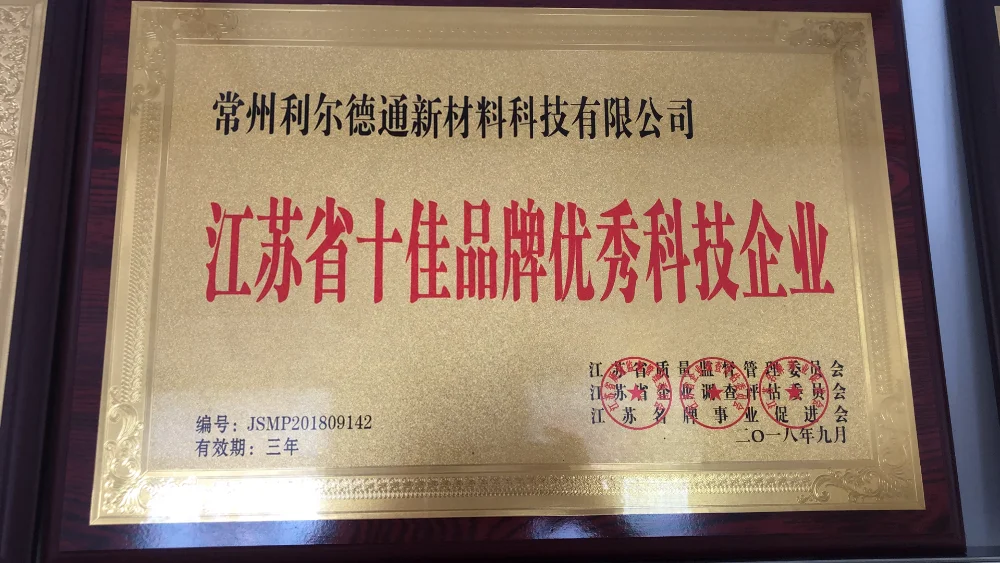 常州利尔德通新材料科技有限公司
江苏省十佳品牌优秀科技企业
江苏省质量监督管理委员会
江苏省企业调查评估委员会
江苏名牌事业促进会
二〇一八年九月
编号：JSMP201809142
有效期：三年